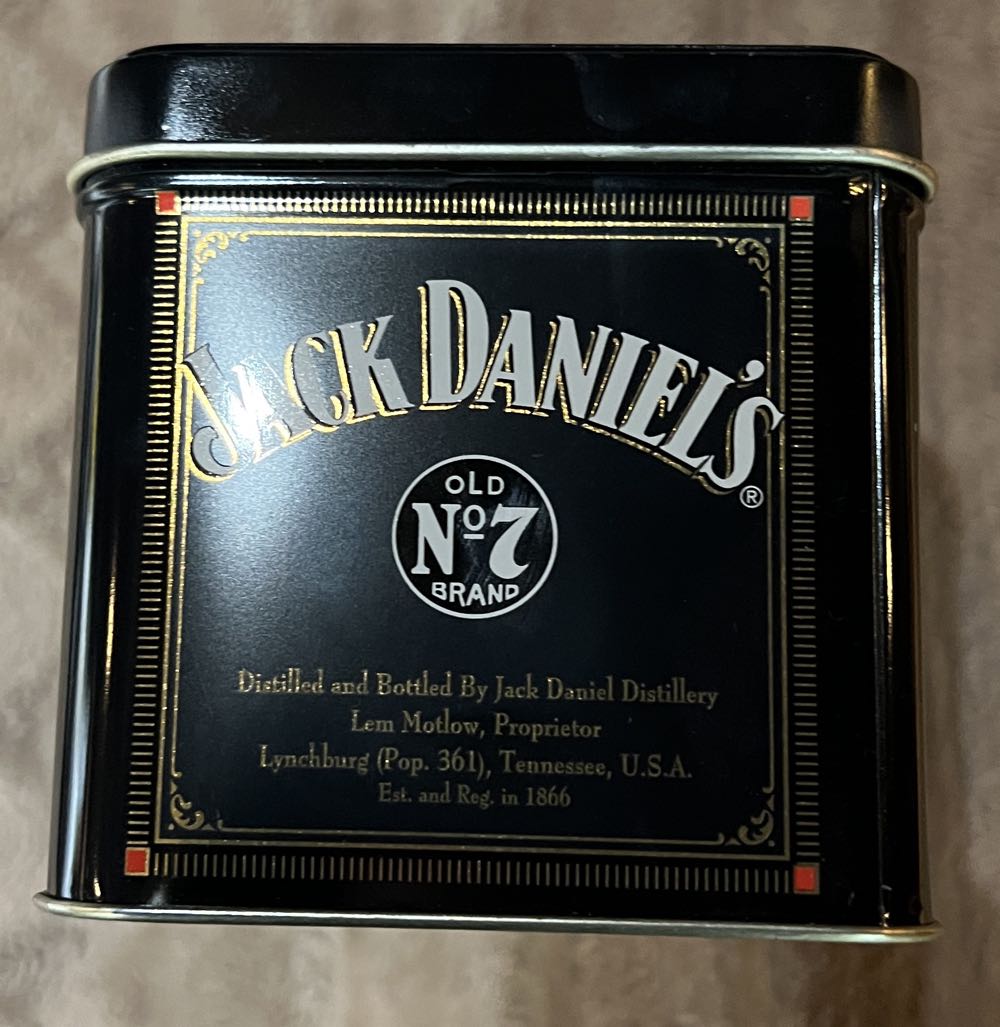 JACK DANIEL'S®
OLD
Nº7
BRAND
Distilled and Bottled By Jack Daniel Distillery
Lem Motlow, Proprietor
Lynchburg (Pop. 361), Tennessee, U.S.A.
Est. and Reg. in 1866